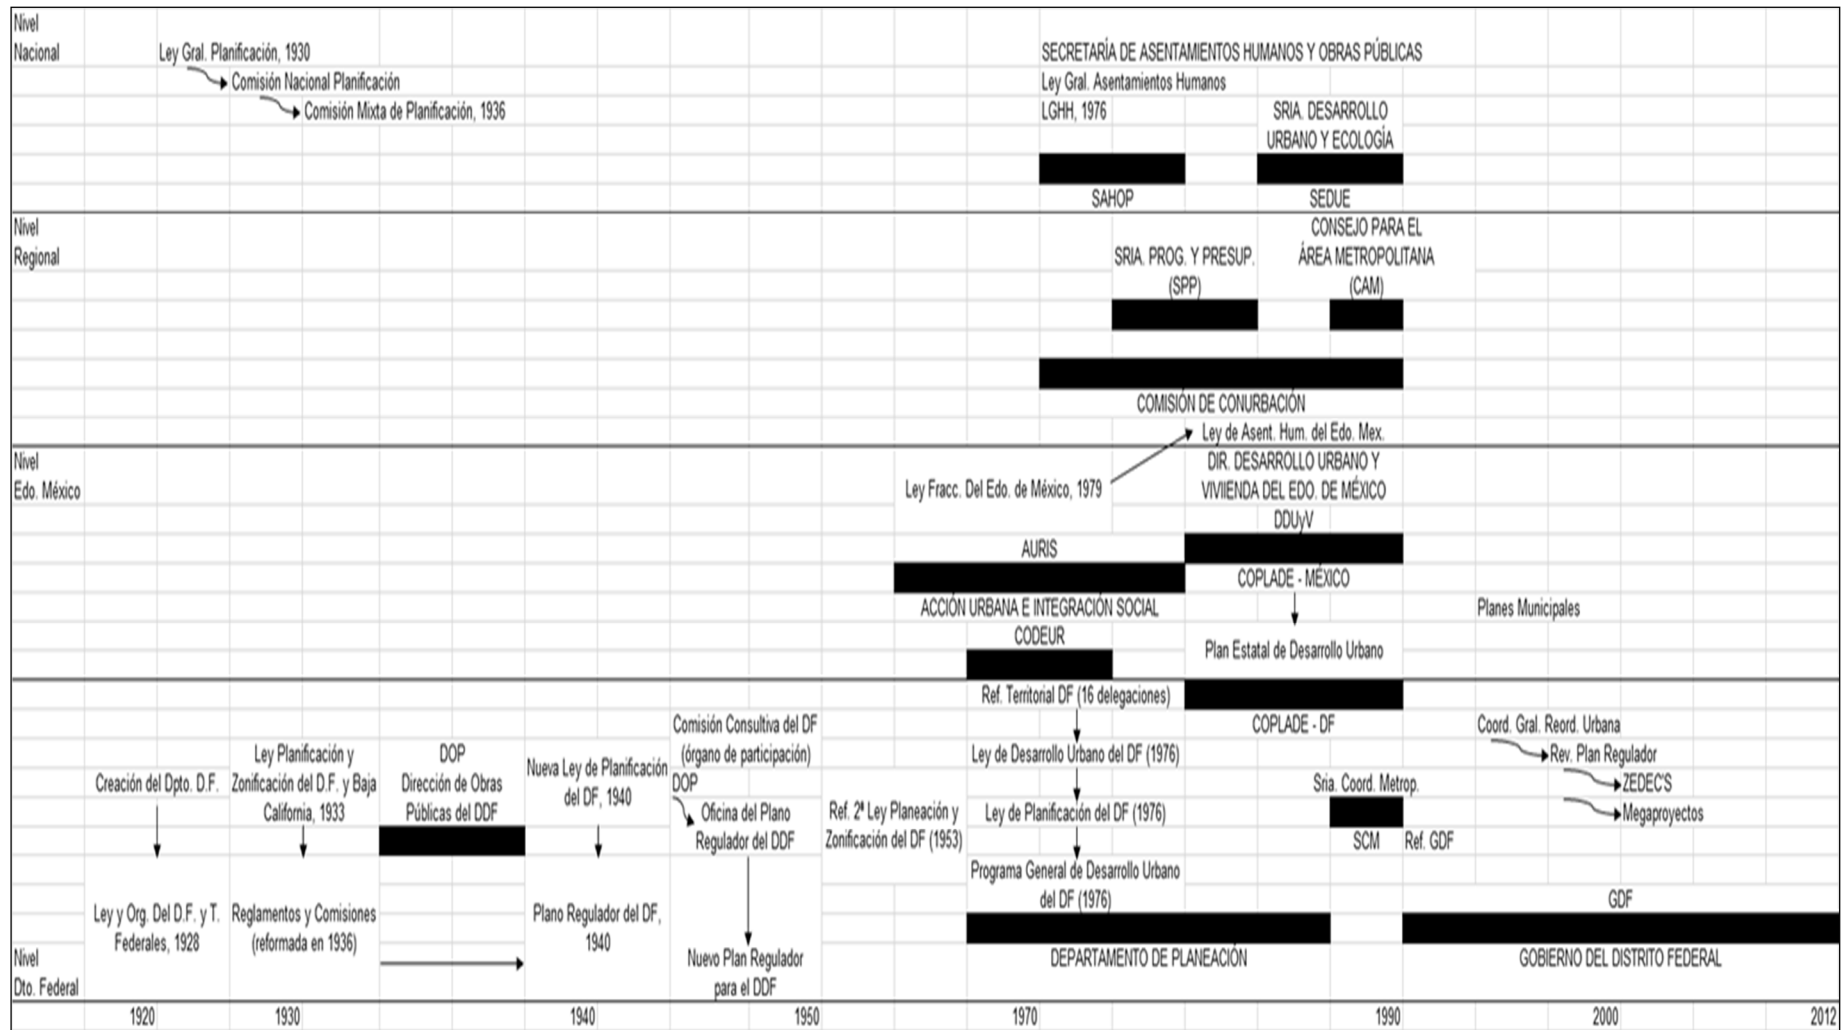 Nivel
Nacional
Ley Gral. Planificación, 1930
Comisión Nacional Planificación
Comisión Mixta de Planificación, 1936
SECRETARÍA DE ASENTAMIENTOS HUMANOS Y OBRAS PÚBLICAS
Ley Gral. Asentamientos Humanos
LGHH, 1976
SRIA. DESARROLLO
URBANO Y ECOLOGÍA
SAHOP
SEDUE
Nivel
Regional
SRIA. PROG. Y PRESUP.
(SPP)
CONSEJO PARA EL
ÁREA METROPOLITANA
(CAM)
COMISIÓN DE CONURBACIÓN
Ley de Asent. Hum. del Edo. Mex.
Nivel
Edo. México
Ley Fracc. Del Edo. de México, 1979
DIR. DESARROLLO URBANO Y
VIVIIENDA DEL EDO. DE MÉXICO
DDUyV
AURIS
COPLADE - MÉXICO
ACCIÓN URBANA E INTEGRACIÓN SOCIAL
Planes Municipales
CODEUR
Plan Estatal de Desarrollo Urbano
Ref. Territorial DF (16 delegaciones)
COPLADE - DF
Creación del Dpto. D.F.
Ley y Org. Del D.F. y T.
Federales, 1928
Ley Planificación y
Zonificación del D.F. y Baja
California, 1933
Reglamentos y Comisiones
(reformada en 1936)
DOP
Dirección de Obras
Públicas del DDF
Nueva Ley de Planificación
del DF, 1940
Plano Regulador del DF,
1940
Comisión Consultiva del DF
(órgano de participación)
DOP
Oficina del Plano
Regulador del DDF
Nuevo Plan Regulador
para el DDF
Ref. 2ª Ley Planeación y
Zonificación del DF (1953)
Ley de Desarrollo Urbano del DF (1976)
Ley de Planificación del DF (1976)
Programa General de Desarrollo Urbano
del DF (1976)
DEPARTAMENTO DE PLANEACIÓN
Sria. Coord. Metrop.
SCM
Ref. GDF
Coord. Gral. Reord. Urbana
Rev. Plan Regulador
ZEDEC'S
Megaproyectos
GDF
GOBIERNO DEL DISTRITO FEDERAL
Nivel
Dto. Federal
1920 1930 1940 1950 1970 1990 2000 2012